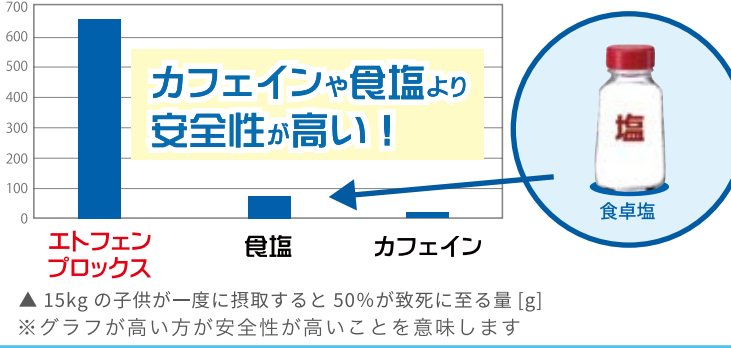 700
600
500
400
300
200
100
0
カフェインや食塩より
安全性が高い！
塩
食卓塩
エトフェン
プロックス
食塩
カフェイン
▲ 15kg の子供が一度に摂取すると 50%が致死に至る量 [g]
※グラフが高い方が安全性が高いことを意味します